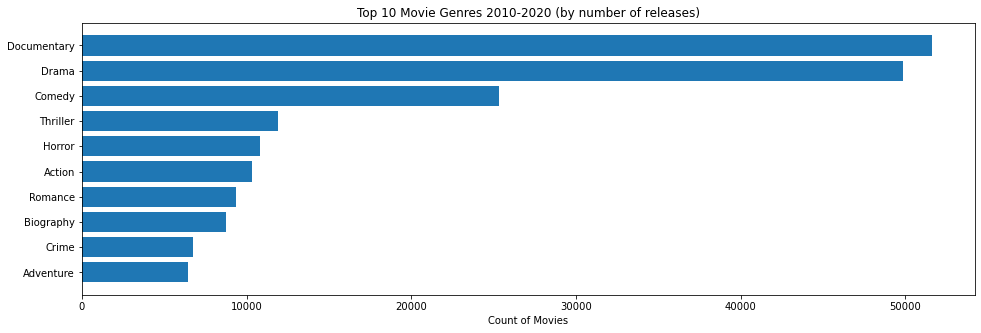 Top 10 Movie Genres 2010-2020 (by number of releases)
Documentary
Drama
Comedy
Thriller
Horror
Action
Romance
Biography
Crime
Adventure
0 10000 20000 30000 40000 50000
Count of Movies